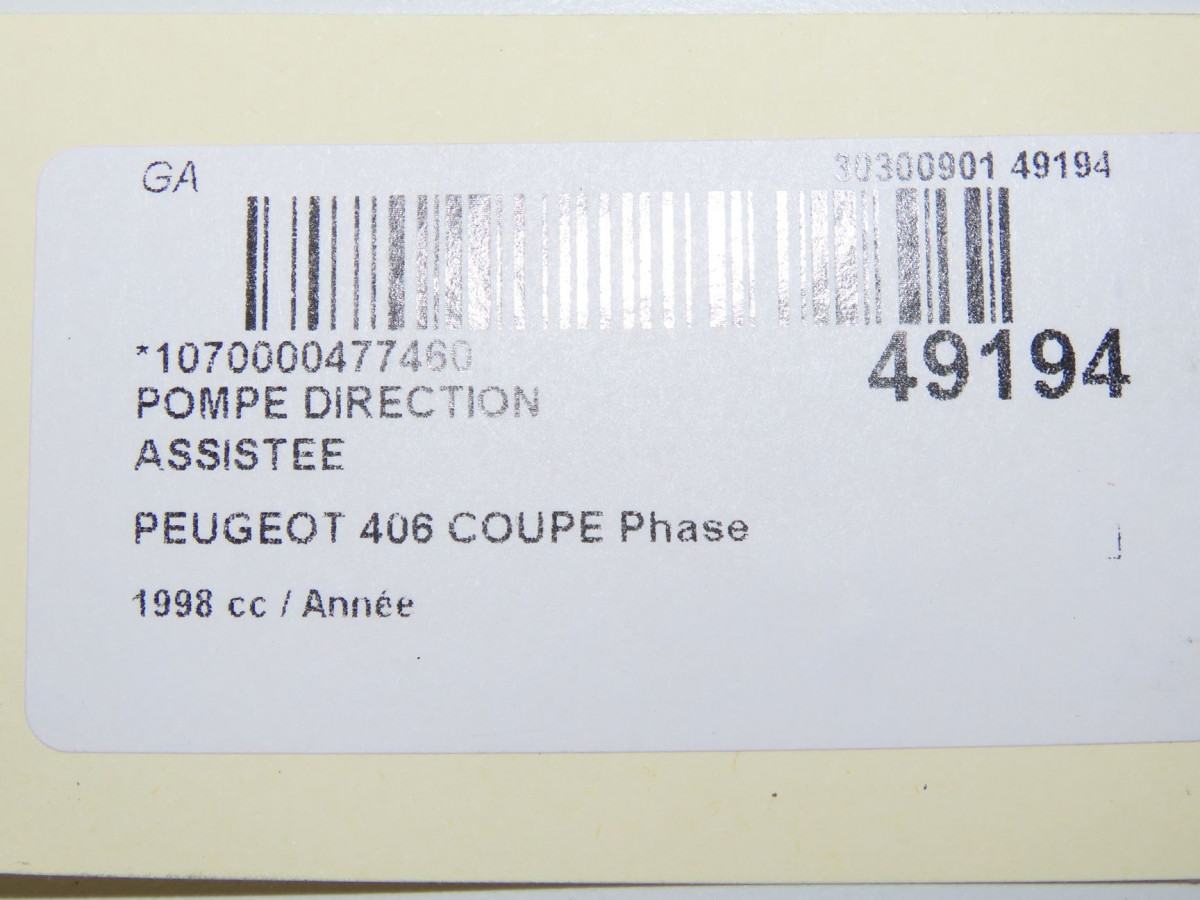 GA
30300901 49194
*1070000477460
49194
POMPE DIRECTION
ASSISTEE
PEUGEOT 406 COUPE Phase
1998 cc / Année